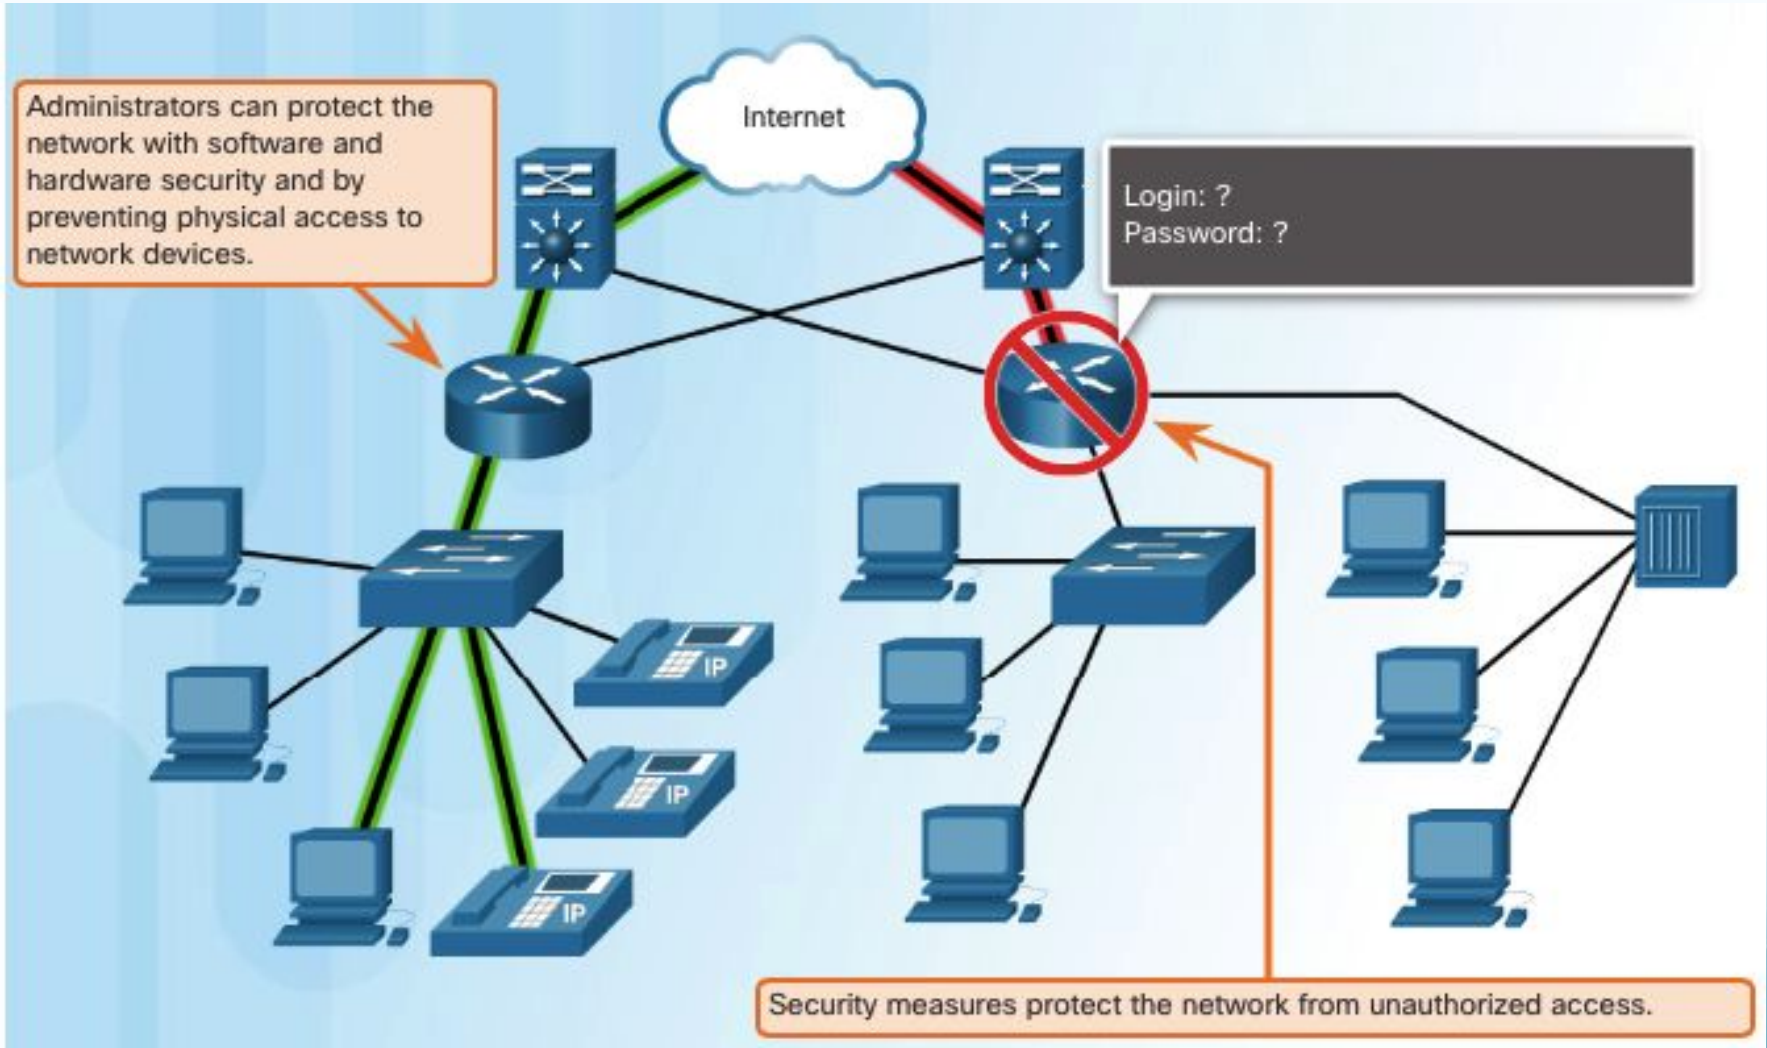 Internet
Administrators can protect the
network with software and
hardware security and by
preventing physical access to
network devices.
Login: ?
Password: ?
IP
IP
IP
Security measures protect the network from unauthorized access.